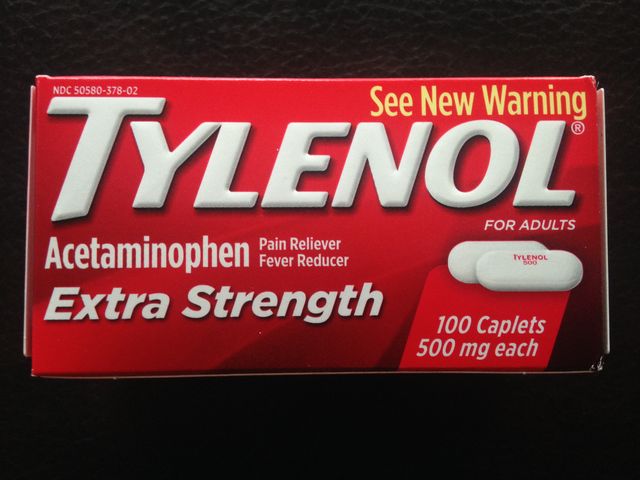 NDC 50580-378-02
See New Warning
TYLENOL®
FOR ADULTS
Acetaminophen
Pain Reliever
Fever Reducer
Extra Strength
TYLENOL
500
100 Caplets
500 mg each